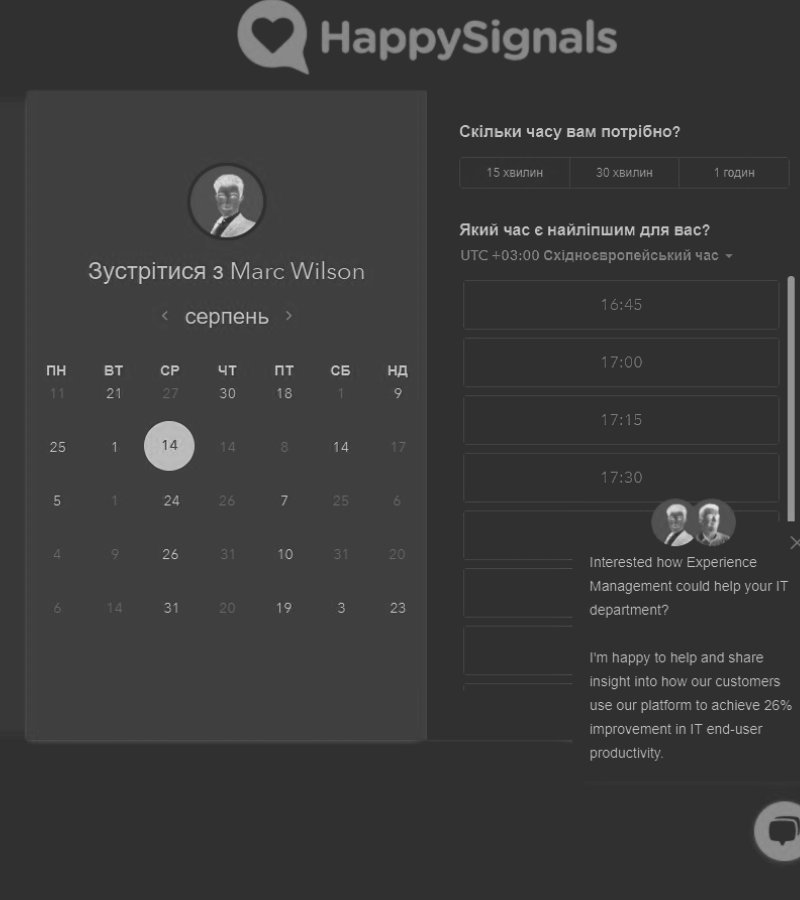 HappySignals
Зустрітися з Marc Wilson
серпень
ПН ВТ СР ЧТ ПТ СБ НД
11 21 27 30 18 1 9
25 1 14 14 8 14 17
5 1 24 26 7 25 6
4 9 26 31 10 31 20
6 14 31 20 19 3 23
Скільки часу вам потрібно?
15 хвилин 30 хвилин 1 годин
Який час є найліпшим для вас?
UTC +03:00 Східноєвропейський час
16:45
17:00
17:15
17:30
Interested how Experience
Management could help your IT
department?
I'm happy to help and share
insight into how our customers
use our platform to achieve 26%
improvement in IT end-user
productivity.